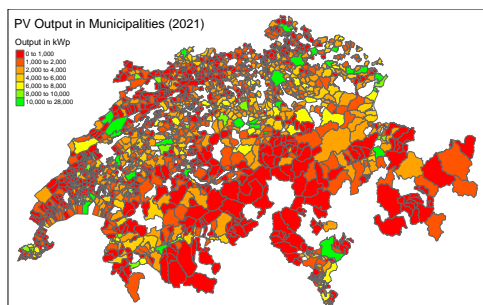 PV Output in Municipalities (2021)
Output in kWp
0 to 1,000
1,000 to 2,000
2,000 to 4,000
4,000 to 6,000
6,000 to 8,000
8,000 to 10,000
10,000 to 28,000